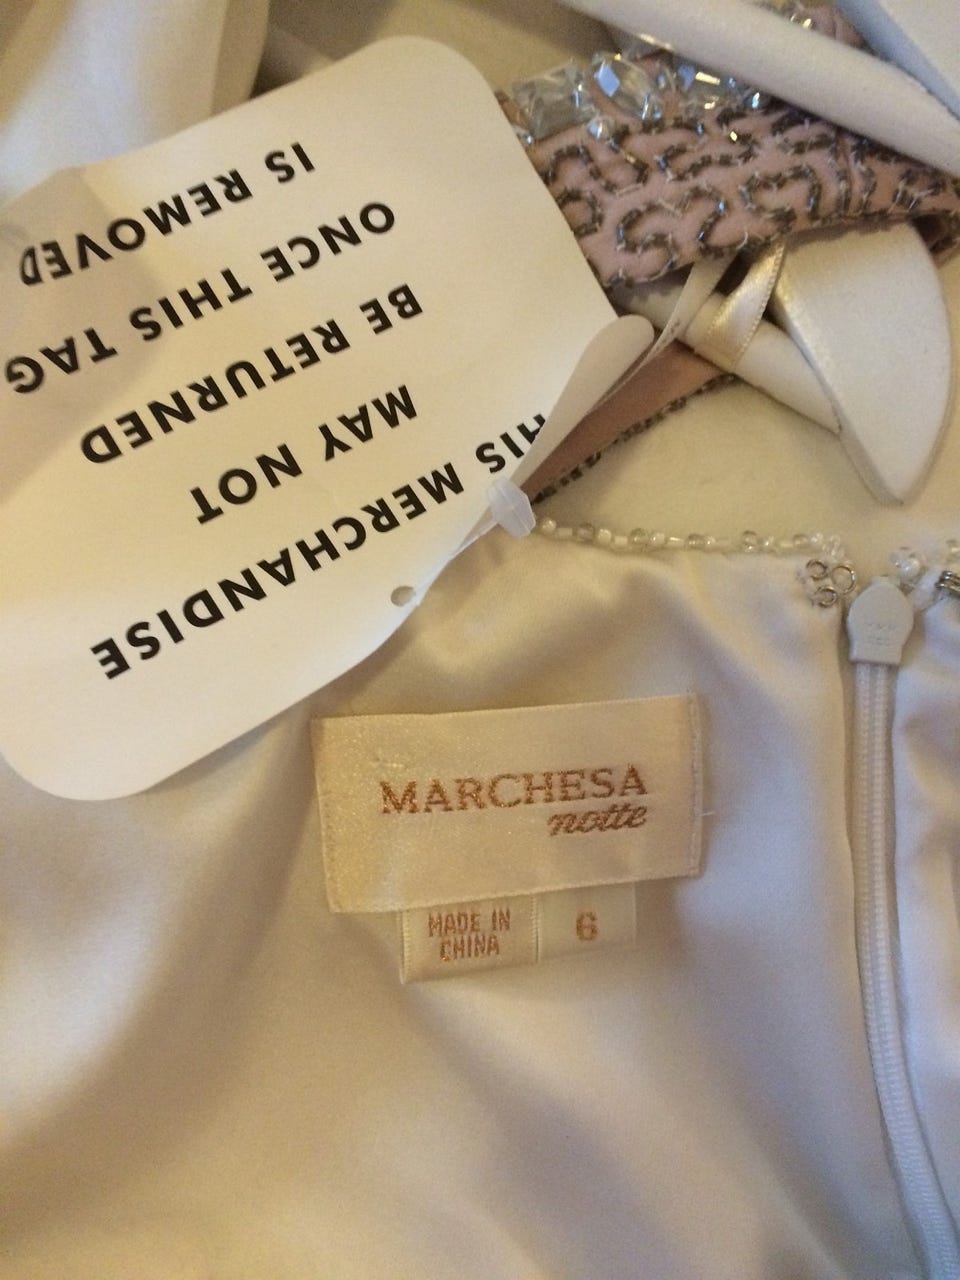 THIS MERCHANDISE
MAY NOT
BE RETURNED
ONCE THIS TAG
IS REMOVED
MARCHESA
notte
MADE IN
CHINA
6